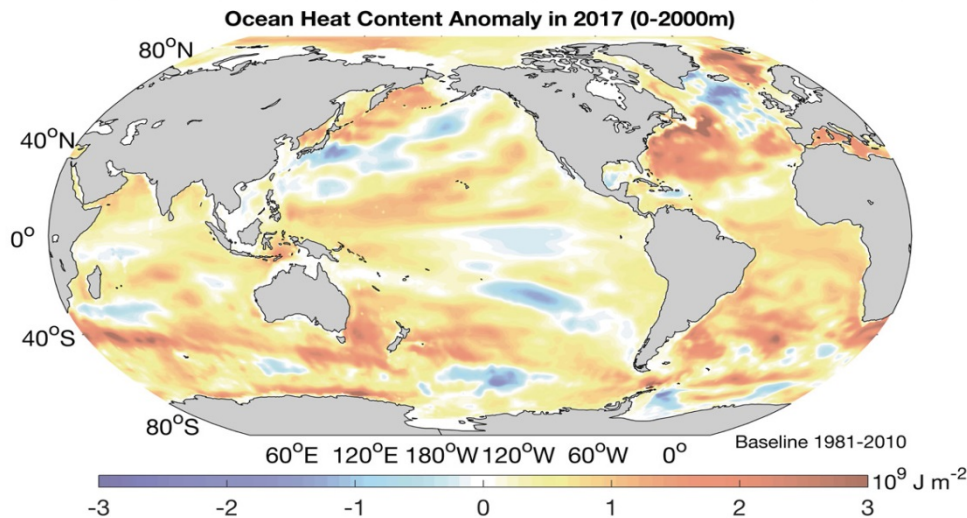 Ocean Heat Content Anomaly in 2017 (0-2000m)
80°N
40°N
0°
40°S
80°S
60°E 120°E 180°W 120°W 60°W 0°
Baseline 1981-2010
-3 -2 -1 0 1 2 3 10⁹ J m⁻²